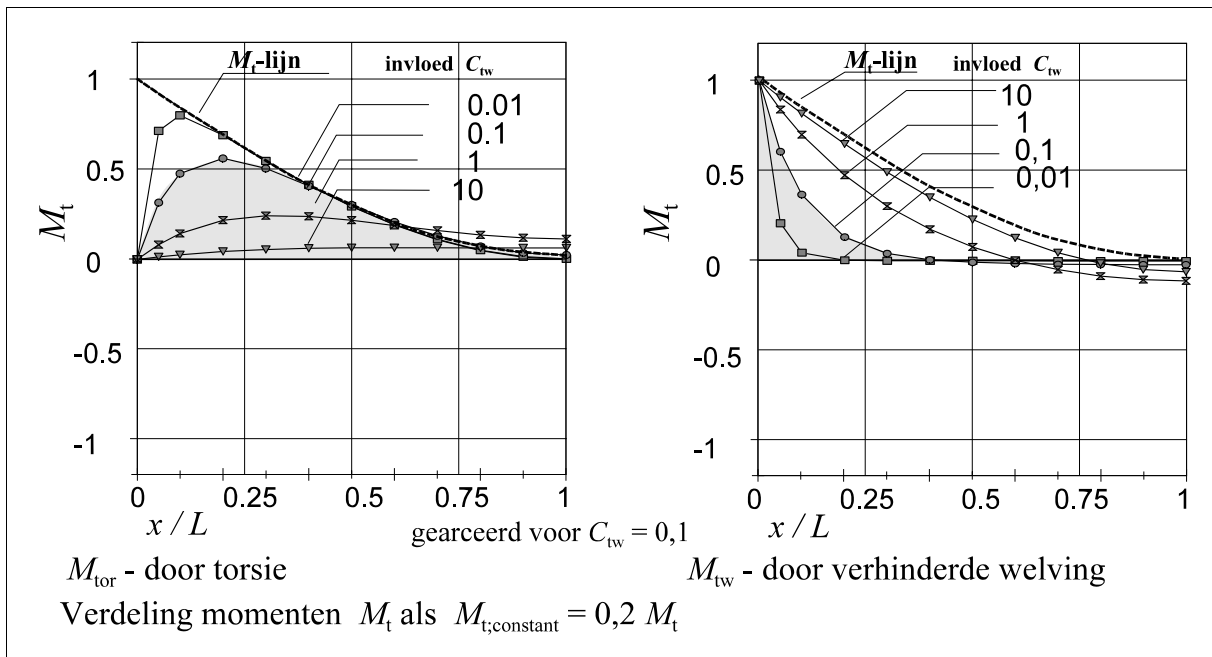 M_t-lijn
invloed C_tw
1
0.01
0.1
1
10
0.5
0
-0.5
-1
M_t
0
0.25
0.5
0.75
1
x / L
M_t-lijn
invloed C_tw
1
10
1
0,1
0,01
0.5
0
-0.5
-1
M_t
0
0.25
0.5
0.75
1
x / L
gearceerd voor C_tw = 0,1
M_tor - door torsie
M_tw - door verhinderde welving
Verdeling momenten M_t als M_t;constant = 0,2 M_t